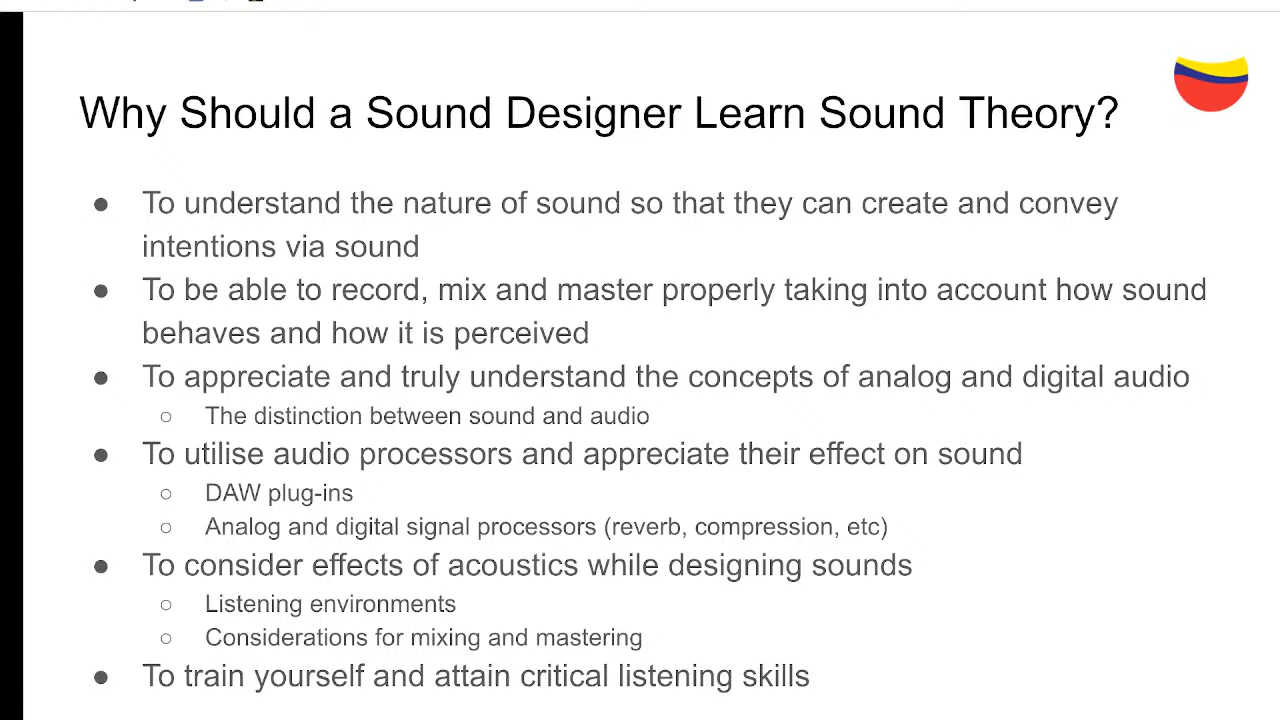 Why Should a Sound Designer Learn Sound Theory?
● To understand the nature of sound so that they can create and convey
intentions via sound
● To be able to record, mix and master properly taking into account how sound
behaves and how it is perceived
● To appreciate and truly understand the concepts of analog and digital audio
○ The distinction between sound and audio
● To utilise audio processors and appreciate their effect on sound
○ DAW plug-ins
○ Analog and digital signal processors (reverb, compression, etc)
● To consider effects of acoustics while designing sounds
○ Listening environments
○ Considerations for mixing and mastering
● To train yourself and attain critical listening skills